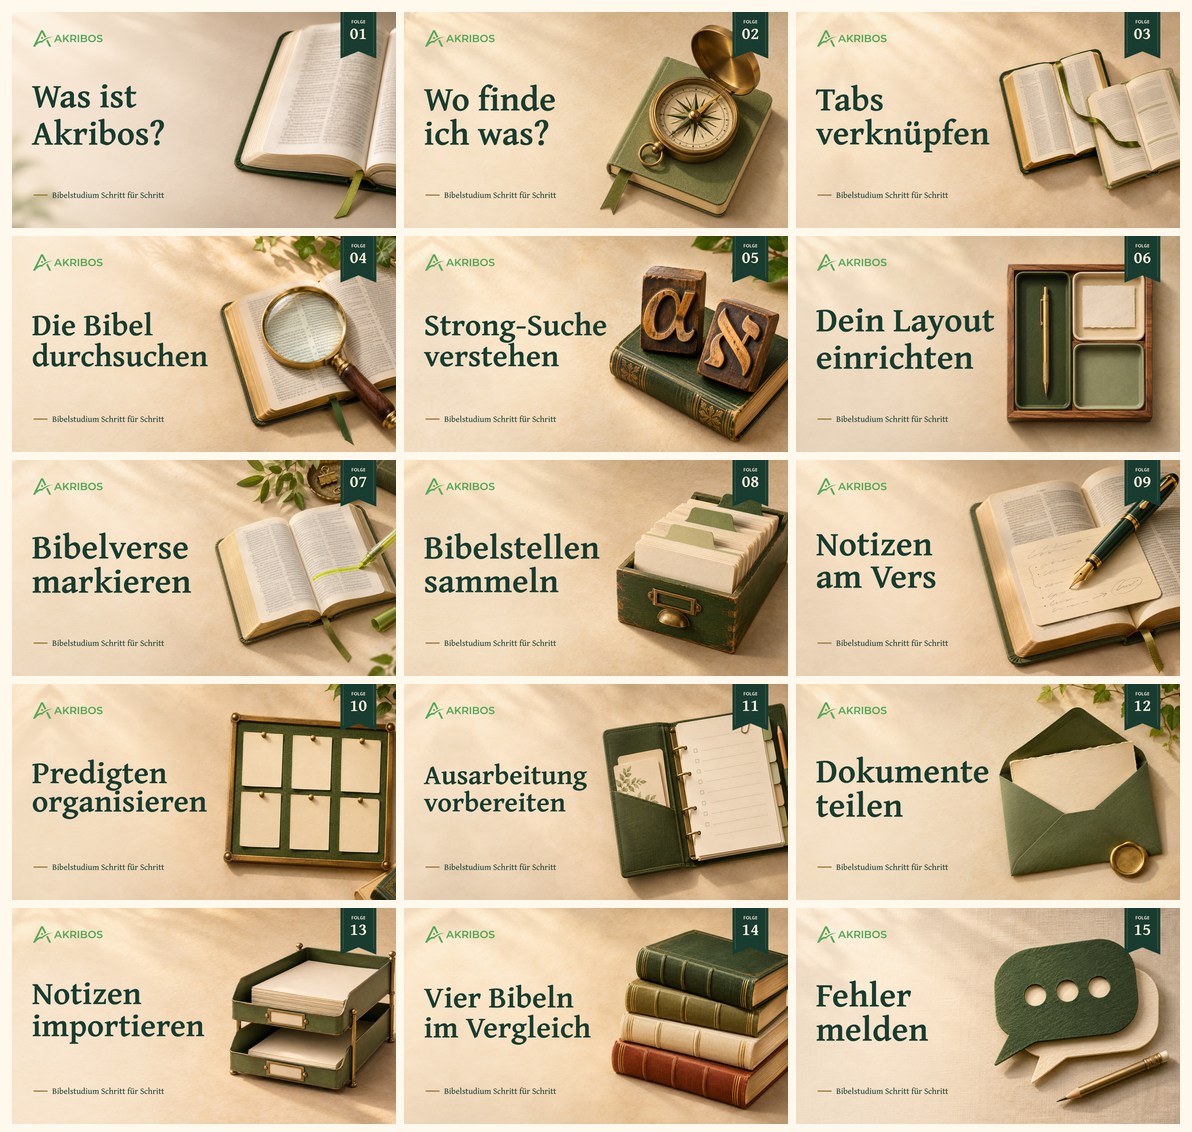 AKRIBOS
FOLGE
01
Was ist
Akribos?
Bibelstudium Schritt für Schritt
AKRIBOS
FOLGE
02
Wo finde
ich was?
Bibelstudium Schritt für Schritt
AKRIBOS
FOLGE
03
Tabs
verknüpfen
Bibelstudium Schritt für Schritt
AKRIBOS
FOLGE
04
Die Bibel
durchsuchen
Bibelstudium Schritt für Schritt
AKRIBOS
FOLGE
05
Strong-Suche
verstehen
α
א
Bibelstudium Schritt für Schritt
AKRIBOS
FOLGE
06
Dein Layout
einrichten
Bibelstudium Schritt für Schritt
AKRIBOS
FOLGE
07
Bibelverse
markieren
Bibelstudium Schritt für Schritt
AKRIBOS
FOLGE
08
Bibelstellen
sammeln
Bibelstudium Schritt für Schritt
AKRIBOS
FOLGE
09
Notizen
am Vers
Bibelstudium Schritt für Schritt
AKRIBOS
FOLGE
10
Predigten
organisieren
Bibelstudium Schritt für Schritt
AKRIBOS
FOLGE
11
Ausarbeitung
vorbereiten
Bibelstudium Schritt für Schritt
AKRIBOS
FOLGE
12
Dokumente
teilen
Bibelstudium Schritt für Schritt
AKRIBOS
FOLGE
13
Notizen
importieren
Bibelstudium Schritt für Schritt
AKRIBOS
FOLGE
14
Vier Bibeln
im Vergleich
Bibelstudium Schritt für Schritt
AKRIBOS
FOLGE
15
Fehler
melden
Bibelstudium Schritt für Schritt